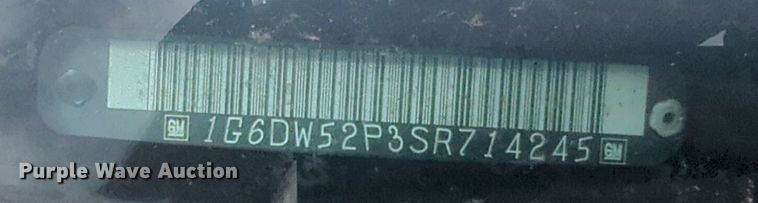 GM 1G6DW52P3SR714245 GM
Purple Wave Auction